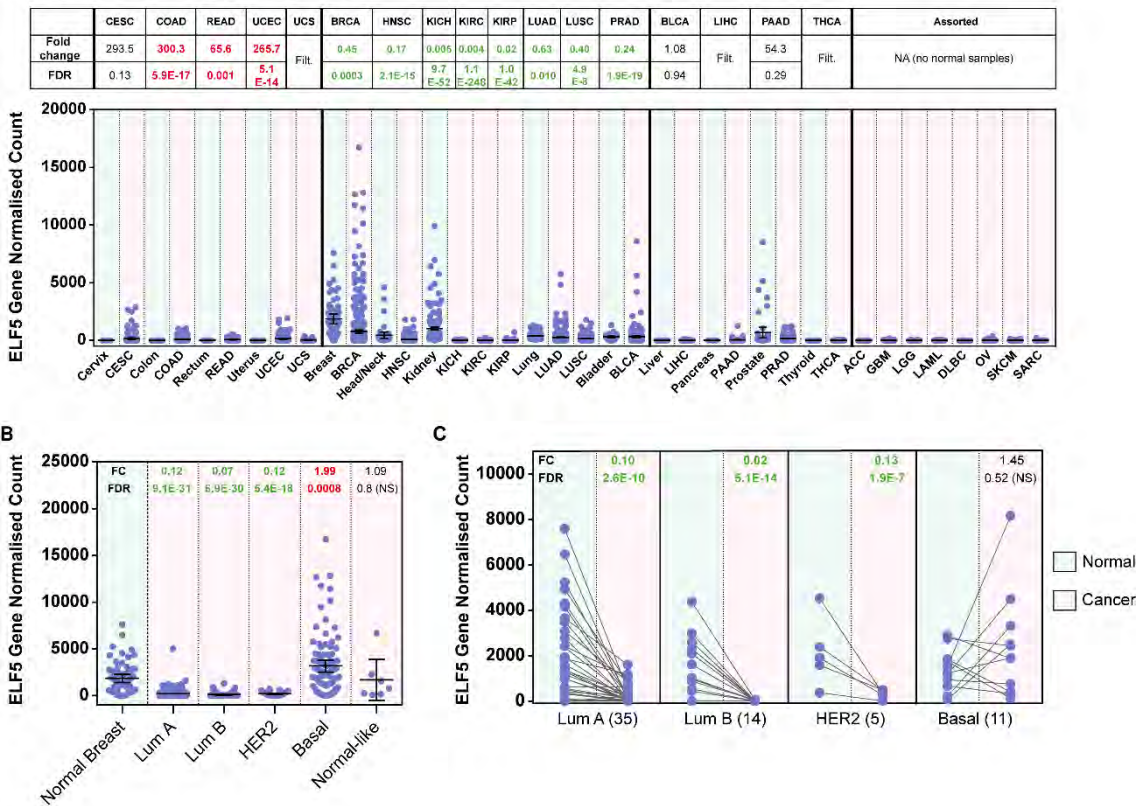 CESC COAD READ UCEC UCS BRCA HNSC KICH KIRC KIRP LUAD LUSC PRAD BLCA LIHC PAAD THCA Assorted
Fold change 293.5 300.3 65.6 265.7 Filt. 0.45 0.17 0.005 0.004 0.02 0.63 0.40 0.24 1.08 Filt. 54.3 Filt. NA (no normal samples)
FDR 0.13 5.9E-17 0.001 5.1 E-14 0.0003 2.1E-15 9.7 E-52 1.1 E-248 1.0 E-42 0.010 4.9 E-8 1.9E-19 0.94 0.29
ELF5 Gene Normalised Count
20000
15000
10000
5000
0
Cervix CESC Colon COAD Rectum READ Uterus UCEC UCS Breast BRCA Head/Neck HNSC Kidney KICH KIRC KIRP Lung LUAD LUSC Bladder BLCA Liver LIHC Pancreas PAAD Prostate PRAD Thyroid THCA ACC GBM LGG LAML DLBC OV SKCM SARC
B
ELF5 Gene Normalised Count
25000
20000
15000
10000
5000
0
FC 0.12 0.07 0.12 1.99 1.09
FDR 9.1E-31 6.9E-30 5.4E-18 0.0008 0.8 (NS)
Normal Breast Lum A Lum B HER2 Basal Normal-like
C
ELF5 Gene Normalised Count
10000
8000
6000
4000
2000
0
FC 0.10 0.02 0.13 1.45
FDR 2.6E-10 5.1E-14 1.9E-7 0.52 (NS)
Lum A (35) Lum B (14) HER2 (5) Basal (11)
Normal
Cancer